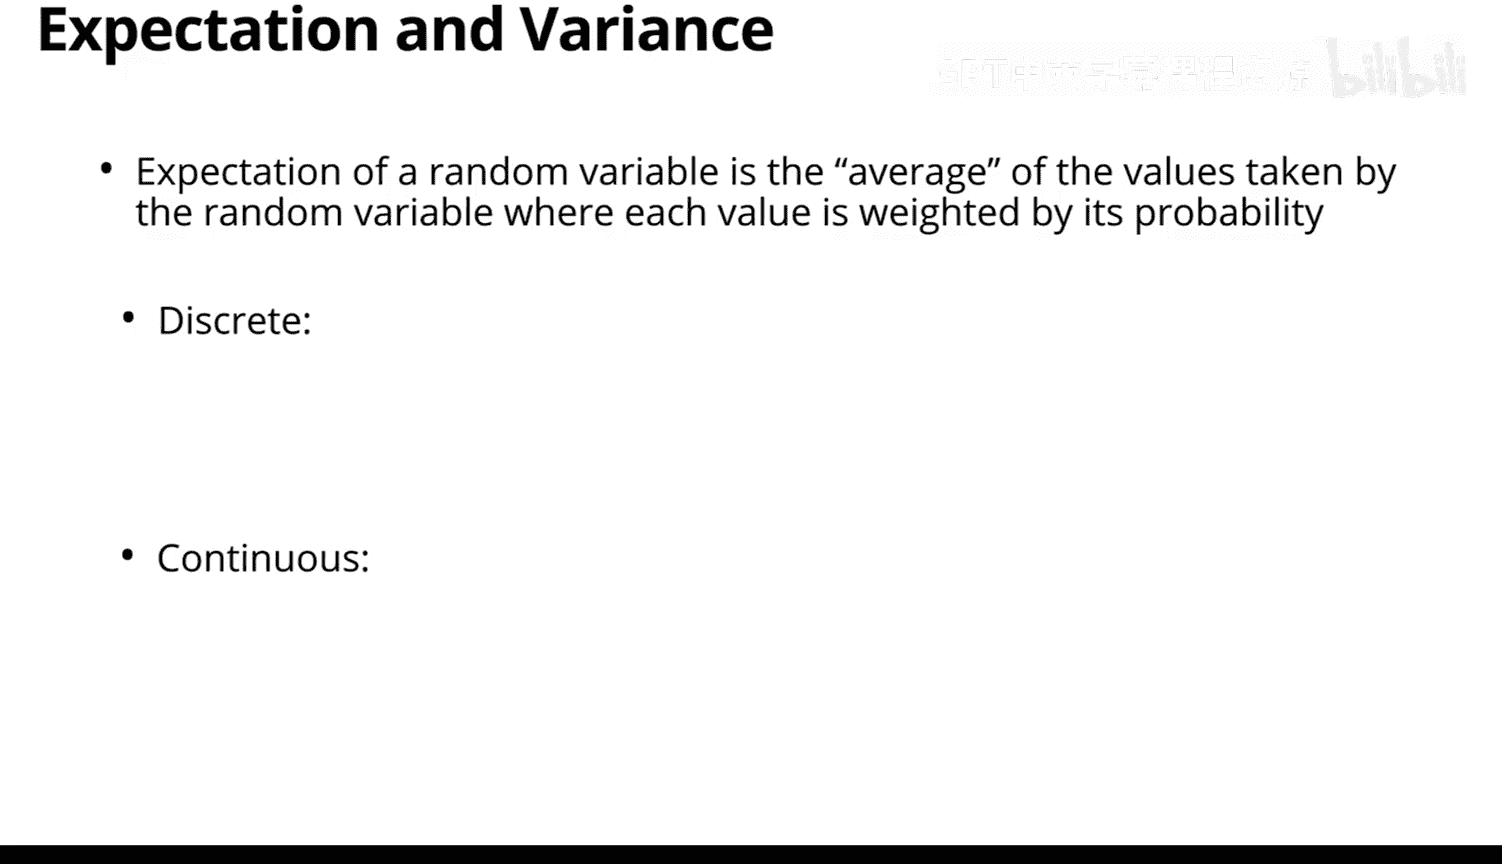 Expectation and Variance
bilibili
• Expectation of a random variable is the “average” of the values taken by
the random variable where each value is weighted by its probability
• Discrete:
• Continuous: